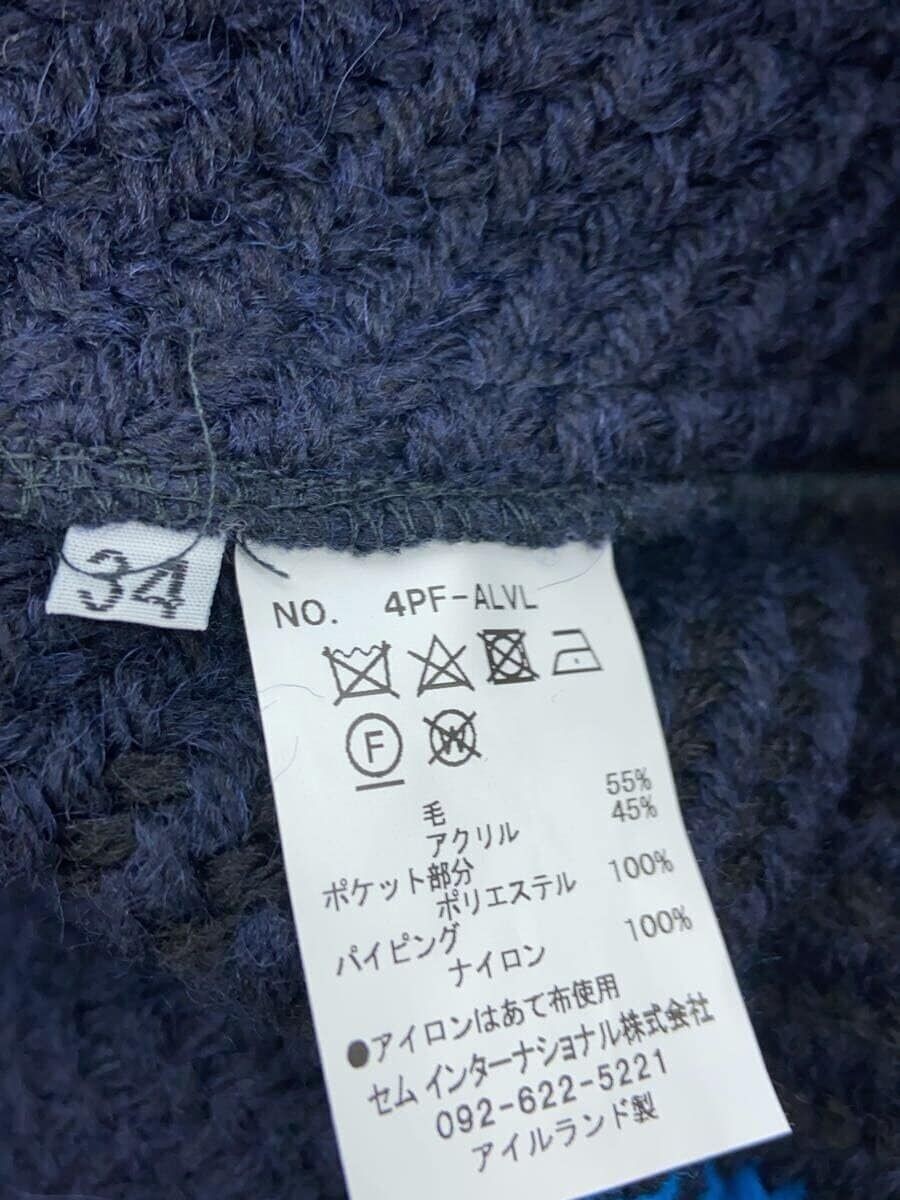 34
NO. 4PF-ALVL
F
W
毛 55%
アクリル 45%
ポケット部分
ポリエステル 100%
パイピング
ナイロン 100%
●アイロンはあて布使用
セム インターナショナル株式会社
092-622-5221
アイルランド製